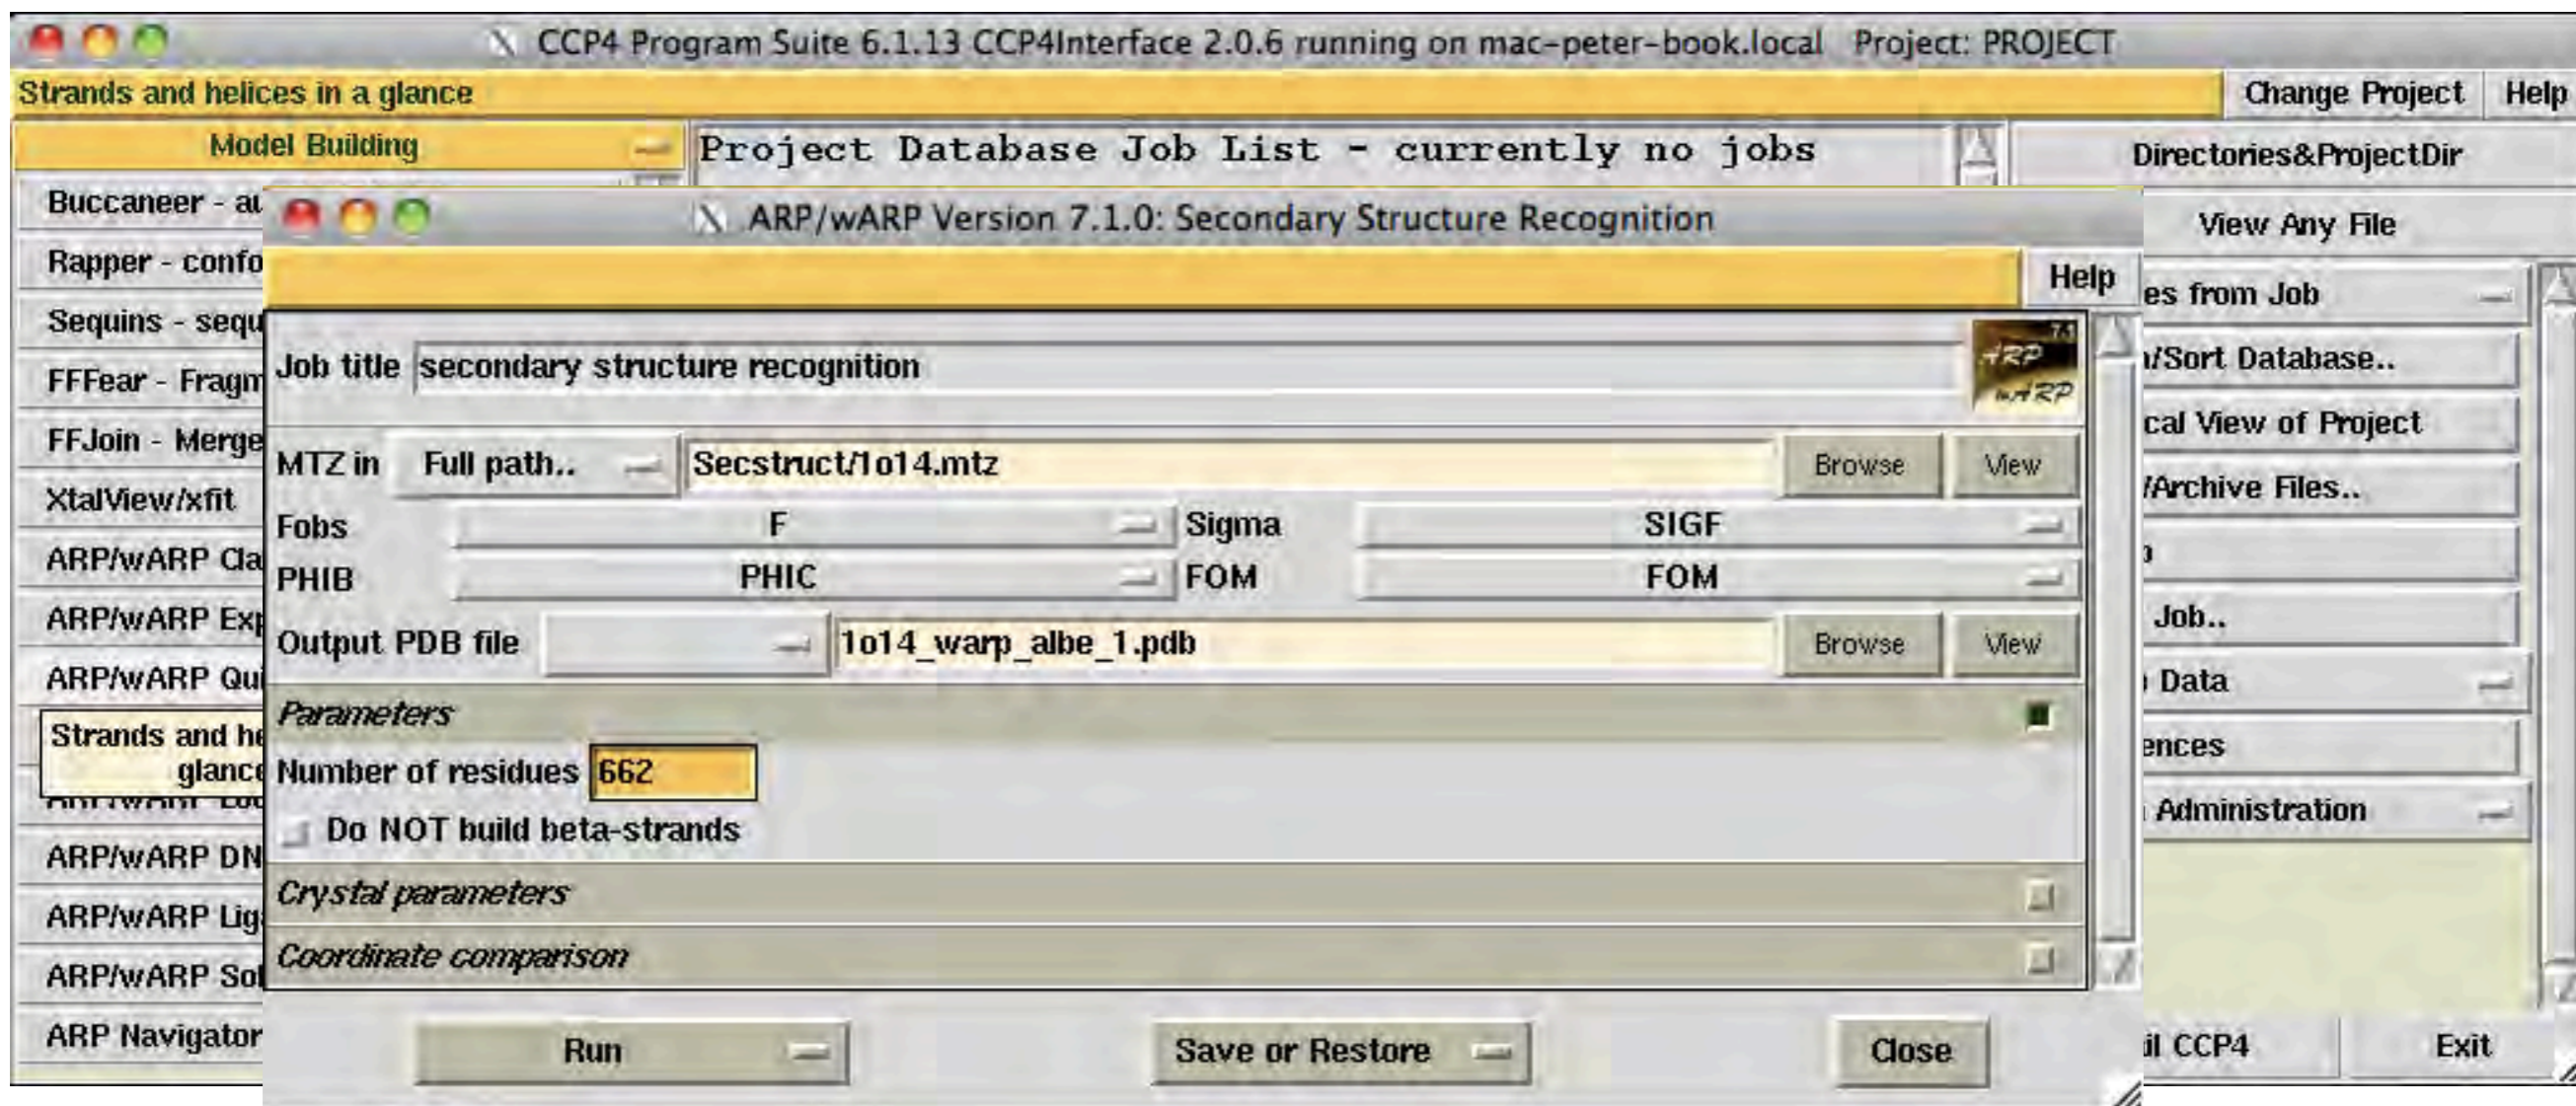 CCP4 Program Suite 6.1.13 CCP4Interface 2.0.6 running on mac-peter-book.local Project: PROJECT
Strands and helices in a glance
Change Project Help
Model Building
Project Database Job List - currently no jobs
Directories&ProjectDir
View Any File
Buccaneer - au
Rapper - confo
Sequins - sequ
FFFear - Fragm
FFJoin - Merge
XtalView/xfit
ARP/wARP Cla
ARP/wARP Exp
ARP/wARP Qui
Strands and he
glance
ARP/wARP Loo
ARP/wARP DN
ARP/wARP Lig
ARP/wARP Sol
ARP Navigator
ARP/wARP Version 7.1.0: Secondary Structure Recognition
Help
Job title secondary structure recognition
7.1
ARP
wARP
MTZ in Full path.. Secstruct/1o14.mtz Browse View
Fobs F Sigma SIGF
PHIB PHIC FOM FOM
Output PDB file 1o14_warp_albe_1.pdb Browse View
Parameters
Number of residues 662
Do NOT build beta-strands
Crystal parameters
Coordinate comparison
Run Save or Restore Close
es from Job
/Sort Database..
cal View of Project
/Archive Files..
Job..
Data
ences
Administration
il CCP4 Exit